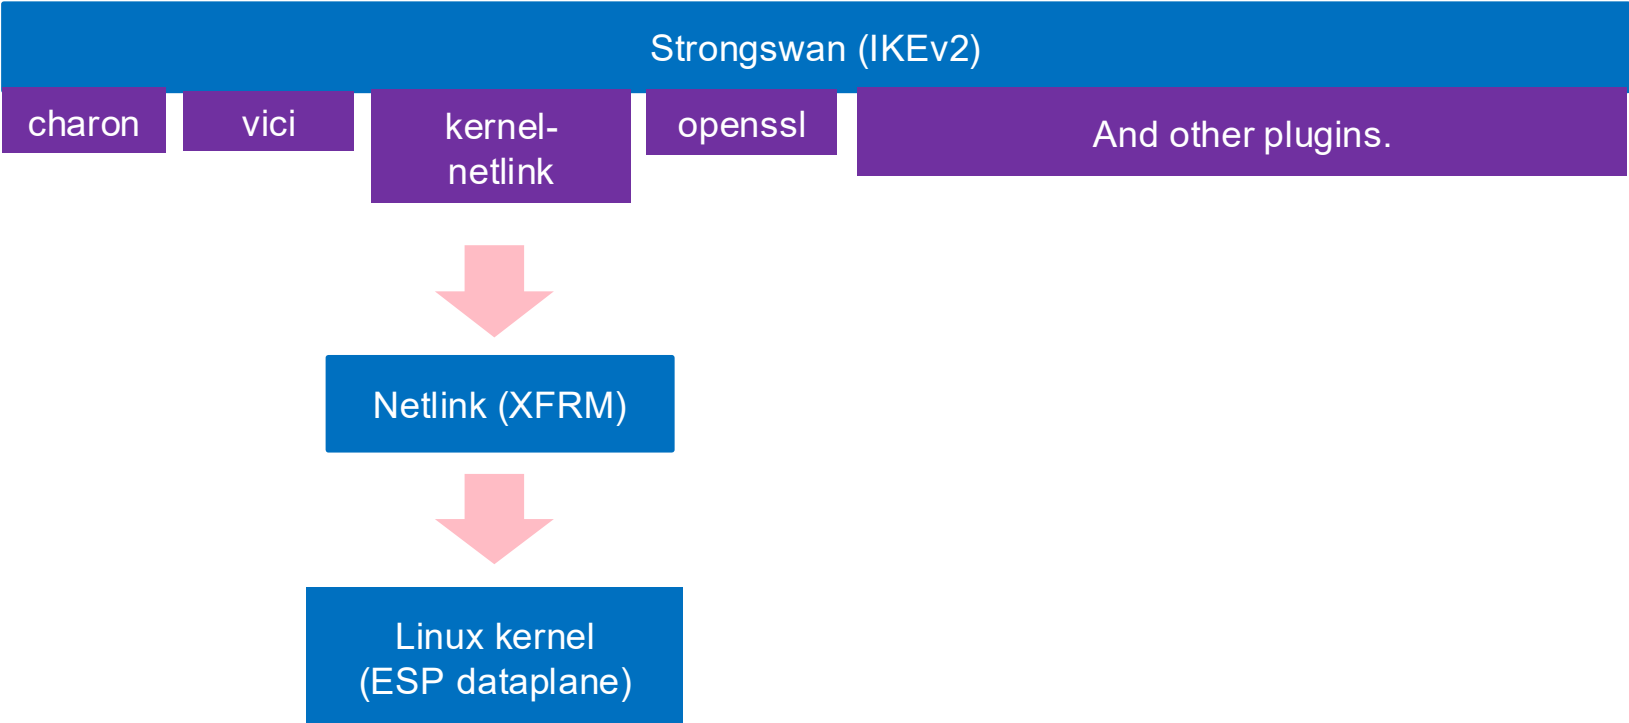 Strongswan (IKEv2)
charon
vici
kernel-
netlink
openssl
And other plugins.
Netlink (XFRM)
Linux kernel
(ESP dataplane)